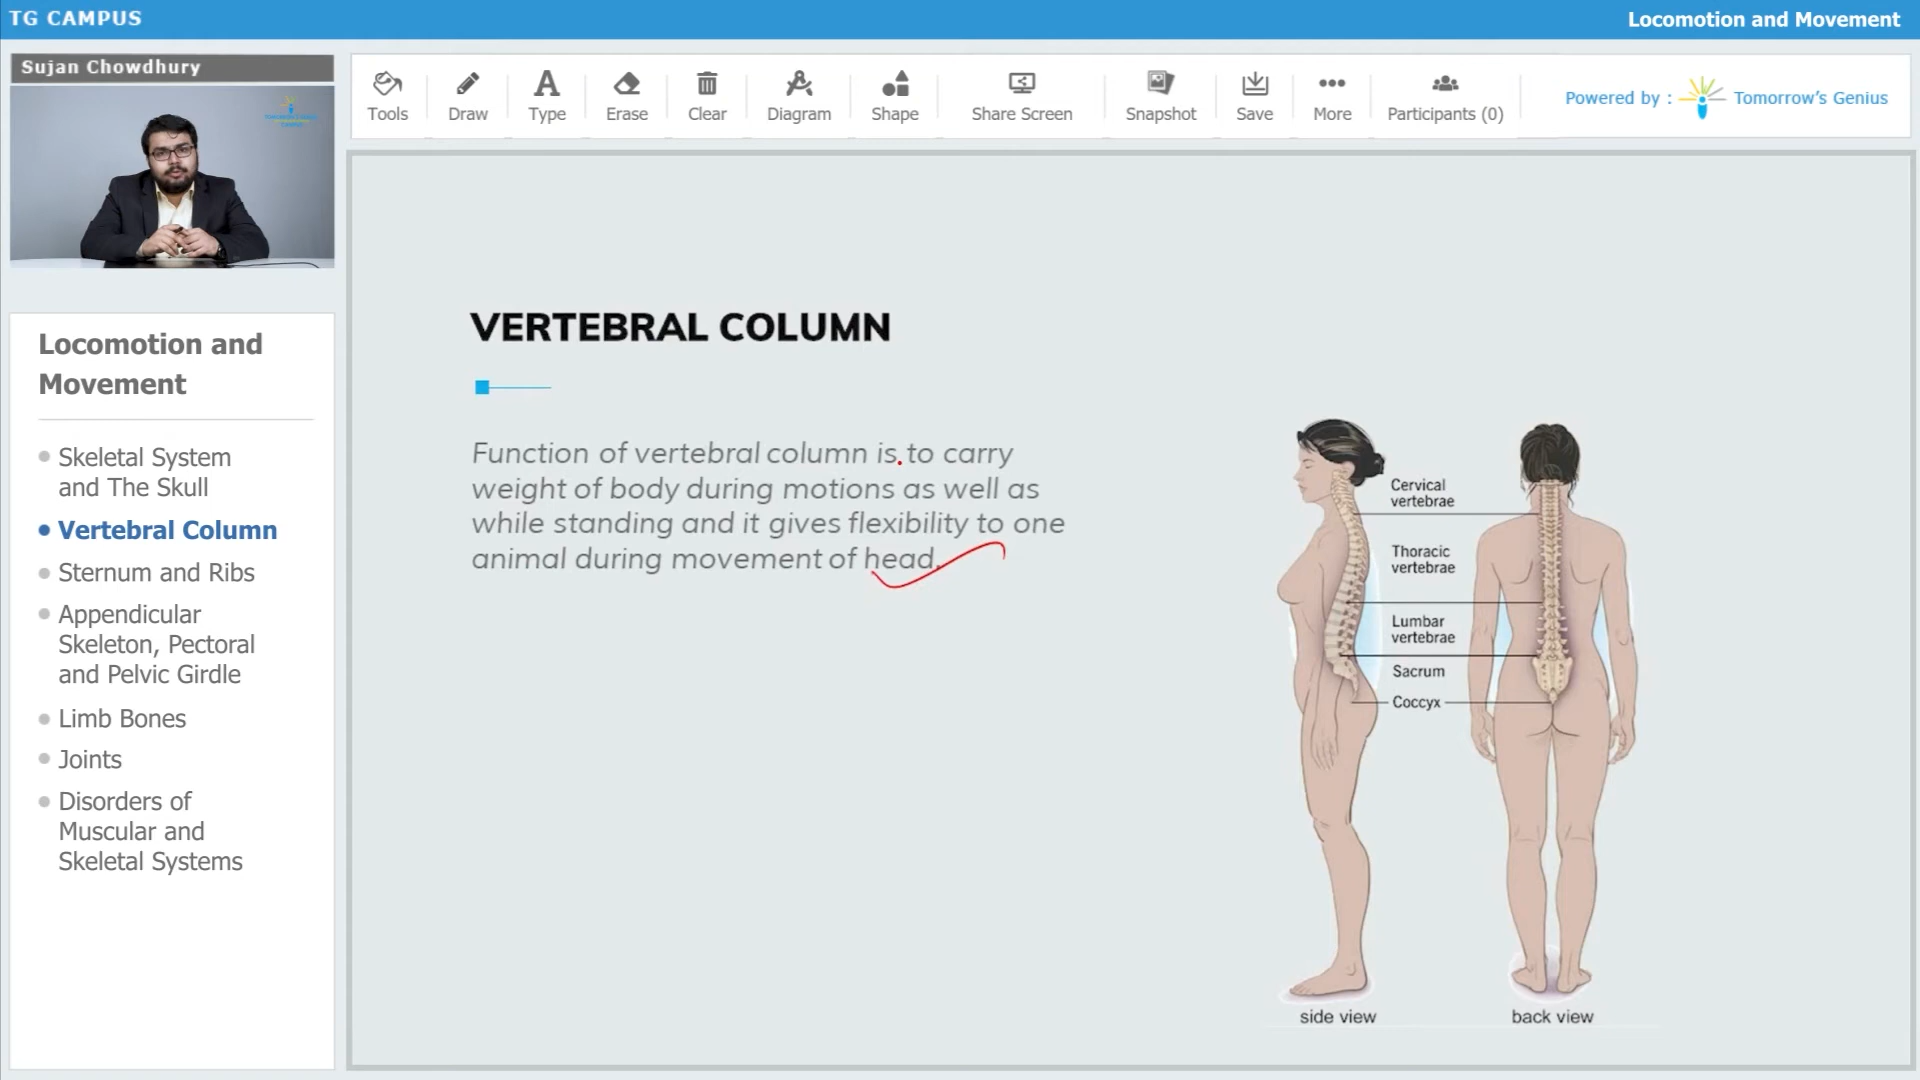 TG CAMPUS
Locomotion and Movement
Sujan Chowdhury
Tools
Draw
Type
Erase
Clear
Diagram
Shape
Share Screen
Snapshot
Save
More
Participants (0)
Powered by :
Tomorrow's Genius
Locomotion and
Movement
Skeletal System
and The Skull
Vertebral Column
Sternum and Ribs
Appendicular
Skeleton, Pectoral
and Pelvic Girdle
Limb Bones
Joints
Disorders of
Muscular and
Skeletal Systems
VERTEBRAL COLUMN
Function of vertebral column is to carry
weight of body during motions as well as
while standing and it gives flexibility to one
animal during movement of head.
Cervical
vertebrae
Thoracic
vertebrae
Lumbar
vertebrae
Sacrum
Coccyx
side view
back view